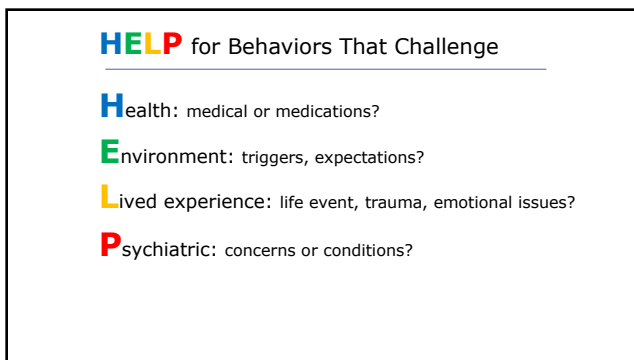 HELP for Behaviors That Challenge
Health: medical or medications?
Environment: triggers, expectations?
Lived experience: life event, trauma, emotional issues?
Psychiatric: concerns or conditions?